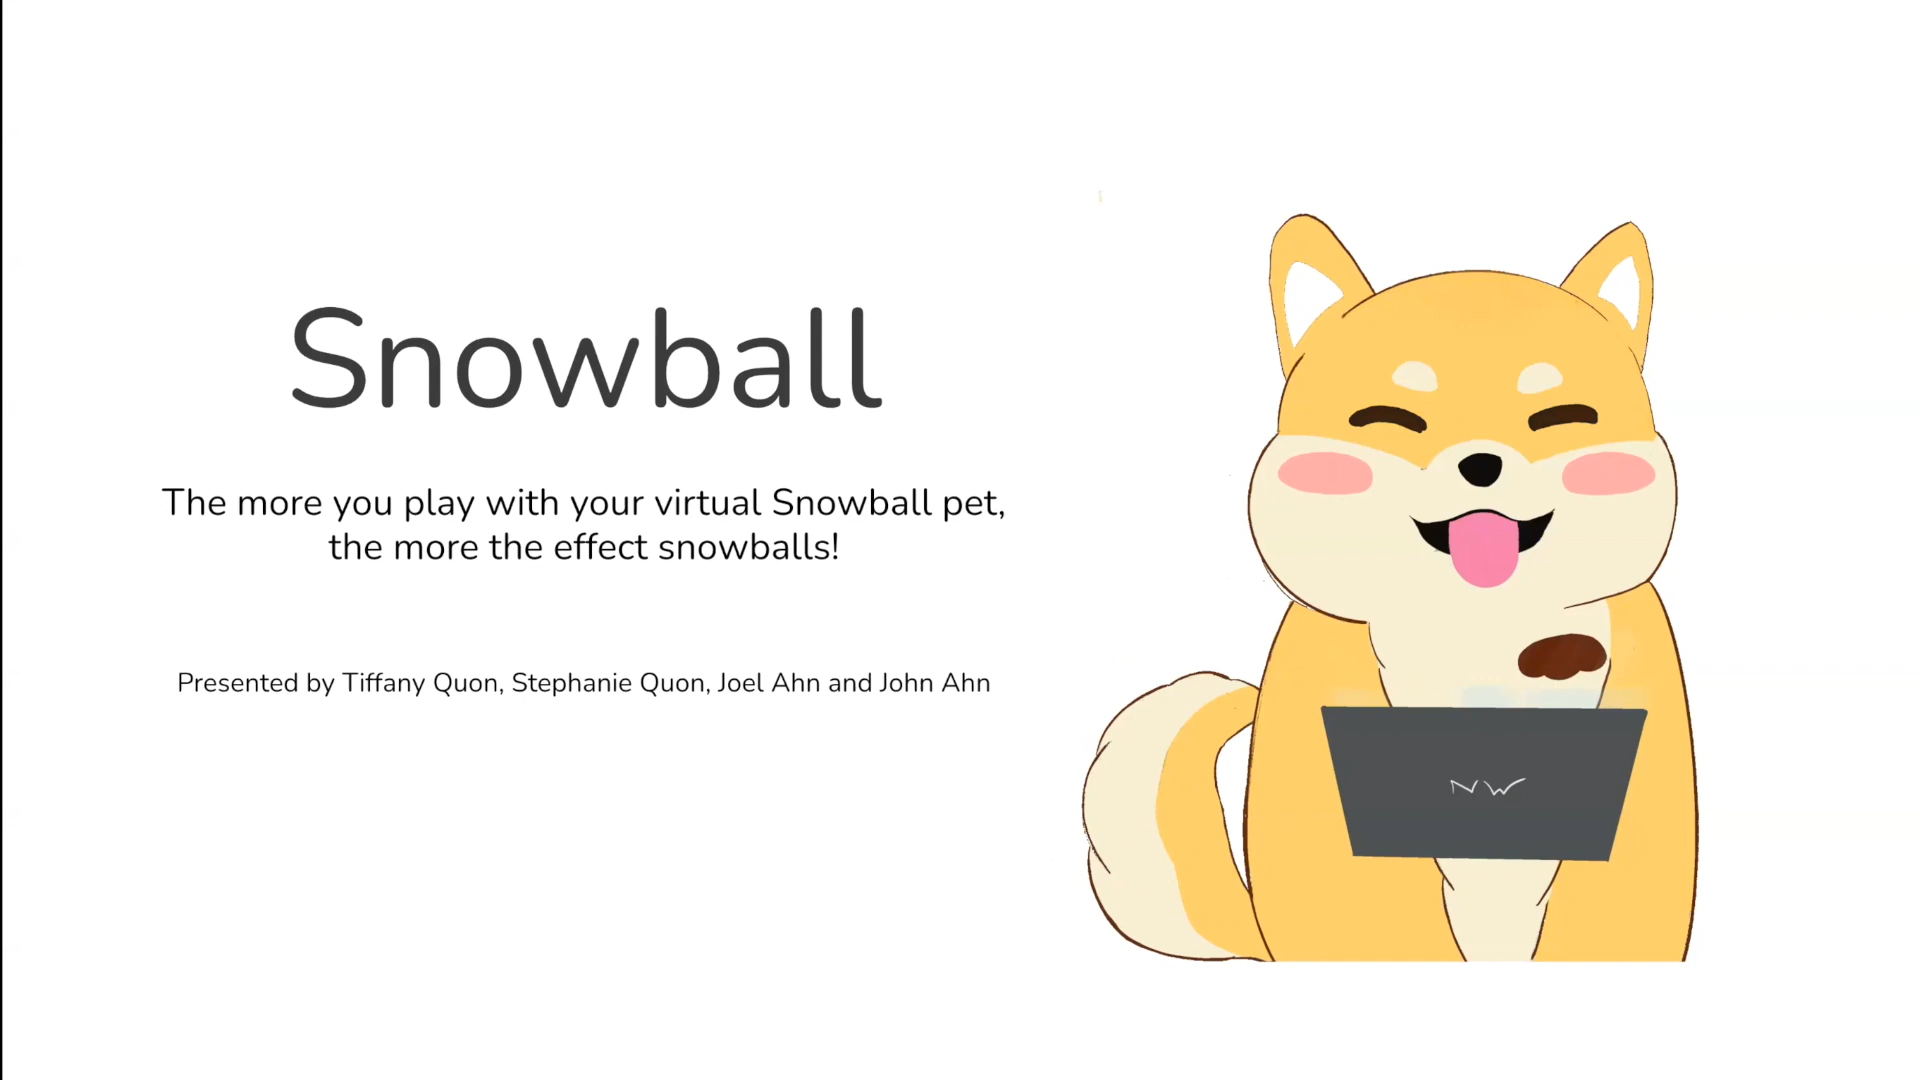 Snowball
The more you play with your virtual Snowball pet,
the more the effect snowballs!
Presented by Tiffany Quon, Stephanie Quon, Joel Ahn and John Ahn
NW